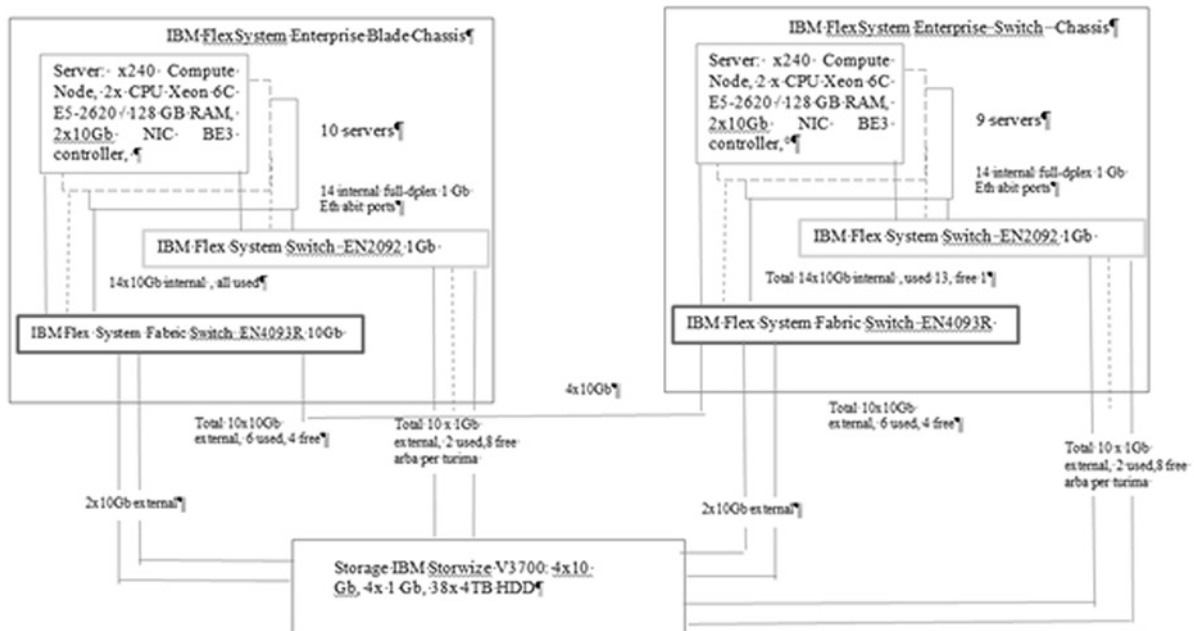 IBM FlexSystem Enterprise Blade Chassis¶
Server: x240 Compute
Node, 2x CPU Xeon 6C
E5-2620 / 128 GB RAM,
2x10Gb NIC BE3
controller, ¶
10 servers¶
14 internal full-dplex 1 Gb
Eth abit ports¶
IBM Flex System Switch EN2092 1Gb
14x10Gb internal , all used¶
IBM Flex System Fabric Switch EN4093R 10Gb
IBM FlexSystem Enterprise Switch Chassis¶
Server: x240 Compute
Node, 2 x CPU Xeon 6C
E5-2620 / 128 GB RAM,
2x10Gb NIC BE3
controller,°¶
9 servers¶
14 internal full-dplex 1 Gb
Eth abit ports¶
IBM Flex System Switch EN2092 1Gb
Total 14x10Gb internal , used 13, free 1¶
IBM Flex System Fabric Switch EN4093R
4x10Gb¶
Total 10x10Gb
external, 6 used, 4 free¶
Total 10 x 1Gb
external, 2 used,8 free
arba per turima
Total 10x10Gb
external, 6 used, 4 free¶
Total 10 x 1Gb
external, 2 used,8 free
arba per turima
2x10Gb external¶
2x10Gb external¶
Storage IBM Storwize V3700: 4x10
Gb, 4x 1 Gb, 38x4TB HDD¶